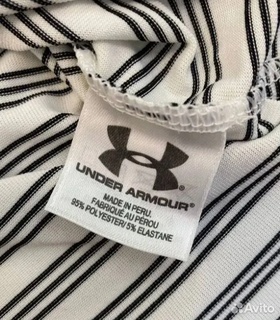 UNDER ARMOUR®
MADE IN PERU.
FABRIQUÉ AU PÉROU
95% POLYESTER/5% ELASTANE
Avito